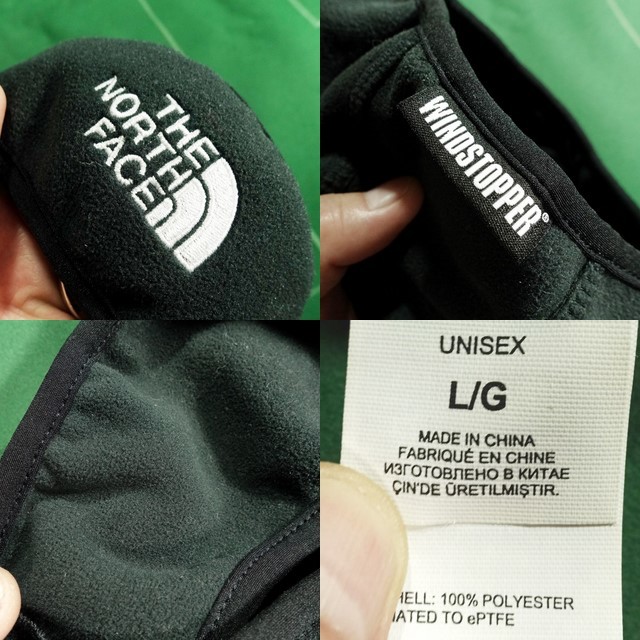 THE
NORTH
FACE
WINDSTOPPER®
UNISEX
L/G
MADE IN CHINA
FABRIQUÉ EN CHINE
ИЗГОТОВЛЕНО В КИТАЕ
ÇIN'DE ÜRETILMIŞTIR.
HELL: 100% POLYESTER
NATED TO ePTFE